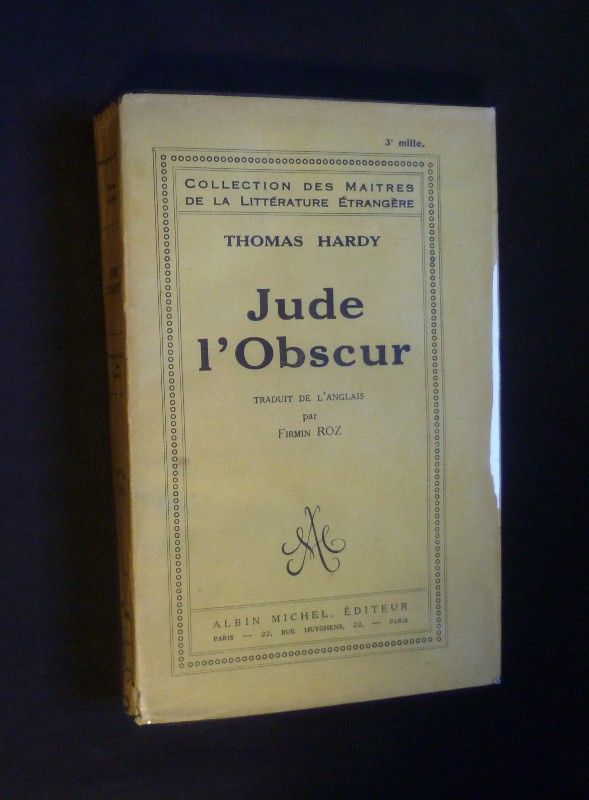 3e mille.
COLLECTION DES MAITRES
DE LA LITTÉRATURE ÉTRANGÈRE
THOMAS HARDY
Jude
l'Obscur
TRADUIT DE L'ANGLAIS
par
FIRMIN ROZ
AM
ALBIN MICHEL, ÉDITEUR
PARIS — 22, RUE HUYGHENS, 22, — PARIS